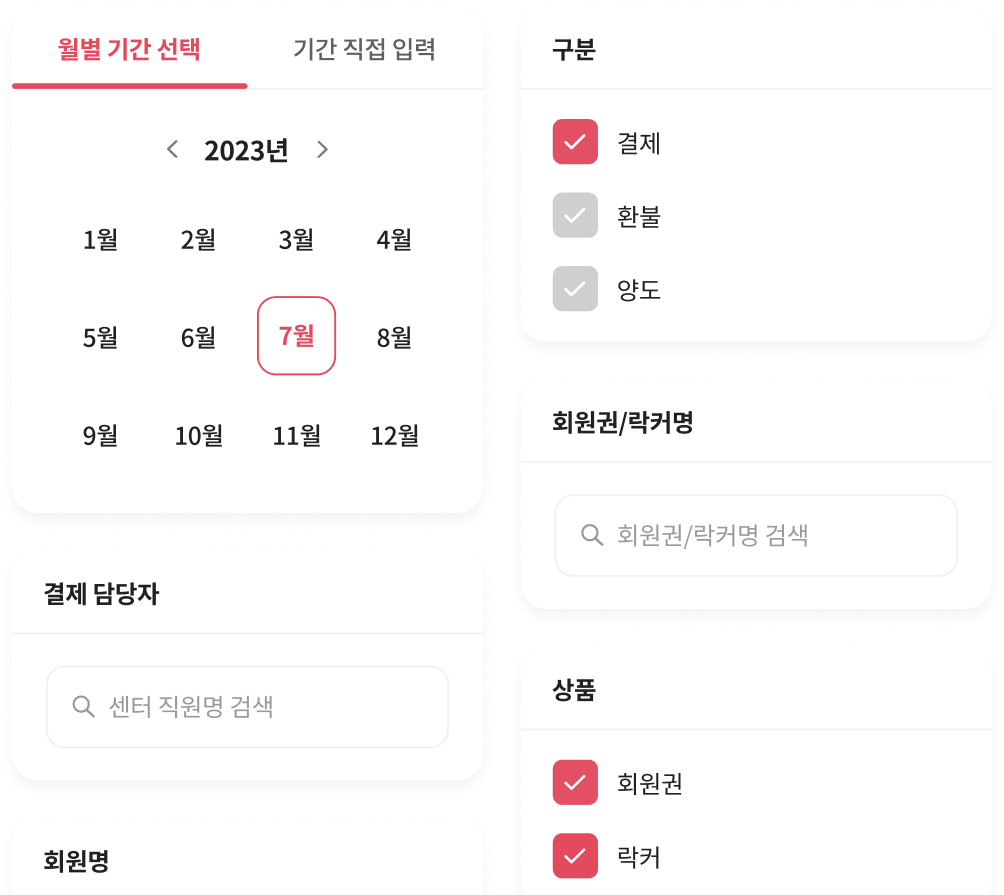 월별 기간 선택
기간 직접 입력
2023년
1월 2월 3월 4월
5월 6월 7월 8월
9월 10월 11월 12월
결제 담당자
센터 직원명 검색
회원명
구분
결제
환불
양도
회원권/락커명
회원권/락커명 검색
상품
회원권
락커